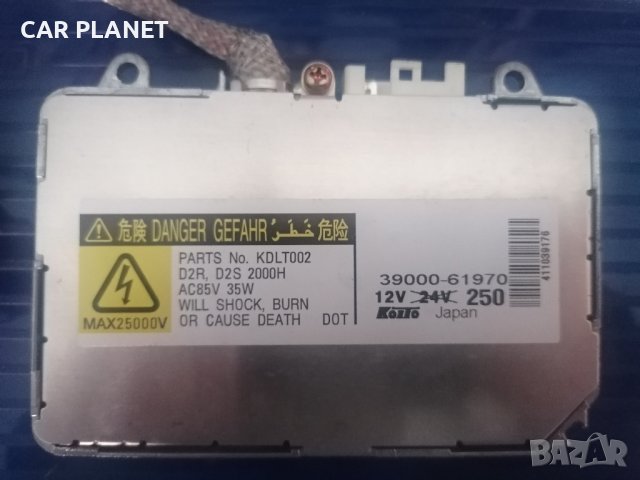 CAR PLANET
危険 DANGER GEFAHR خَطَرْ 危险
PARTS No. KDLT002
D2R, D2S 2000H
AC85V 35W
WILL SHOCK, BURN
OR CAUSE DEATH DOT
MAX25000V
39000-61970
12V 24V 250
KOITO Japan
411039176
BAZAR